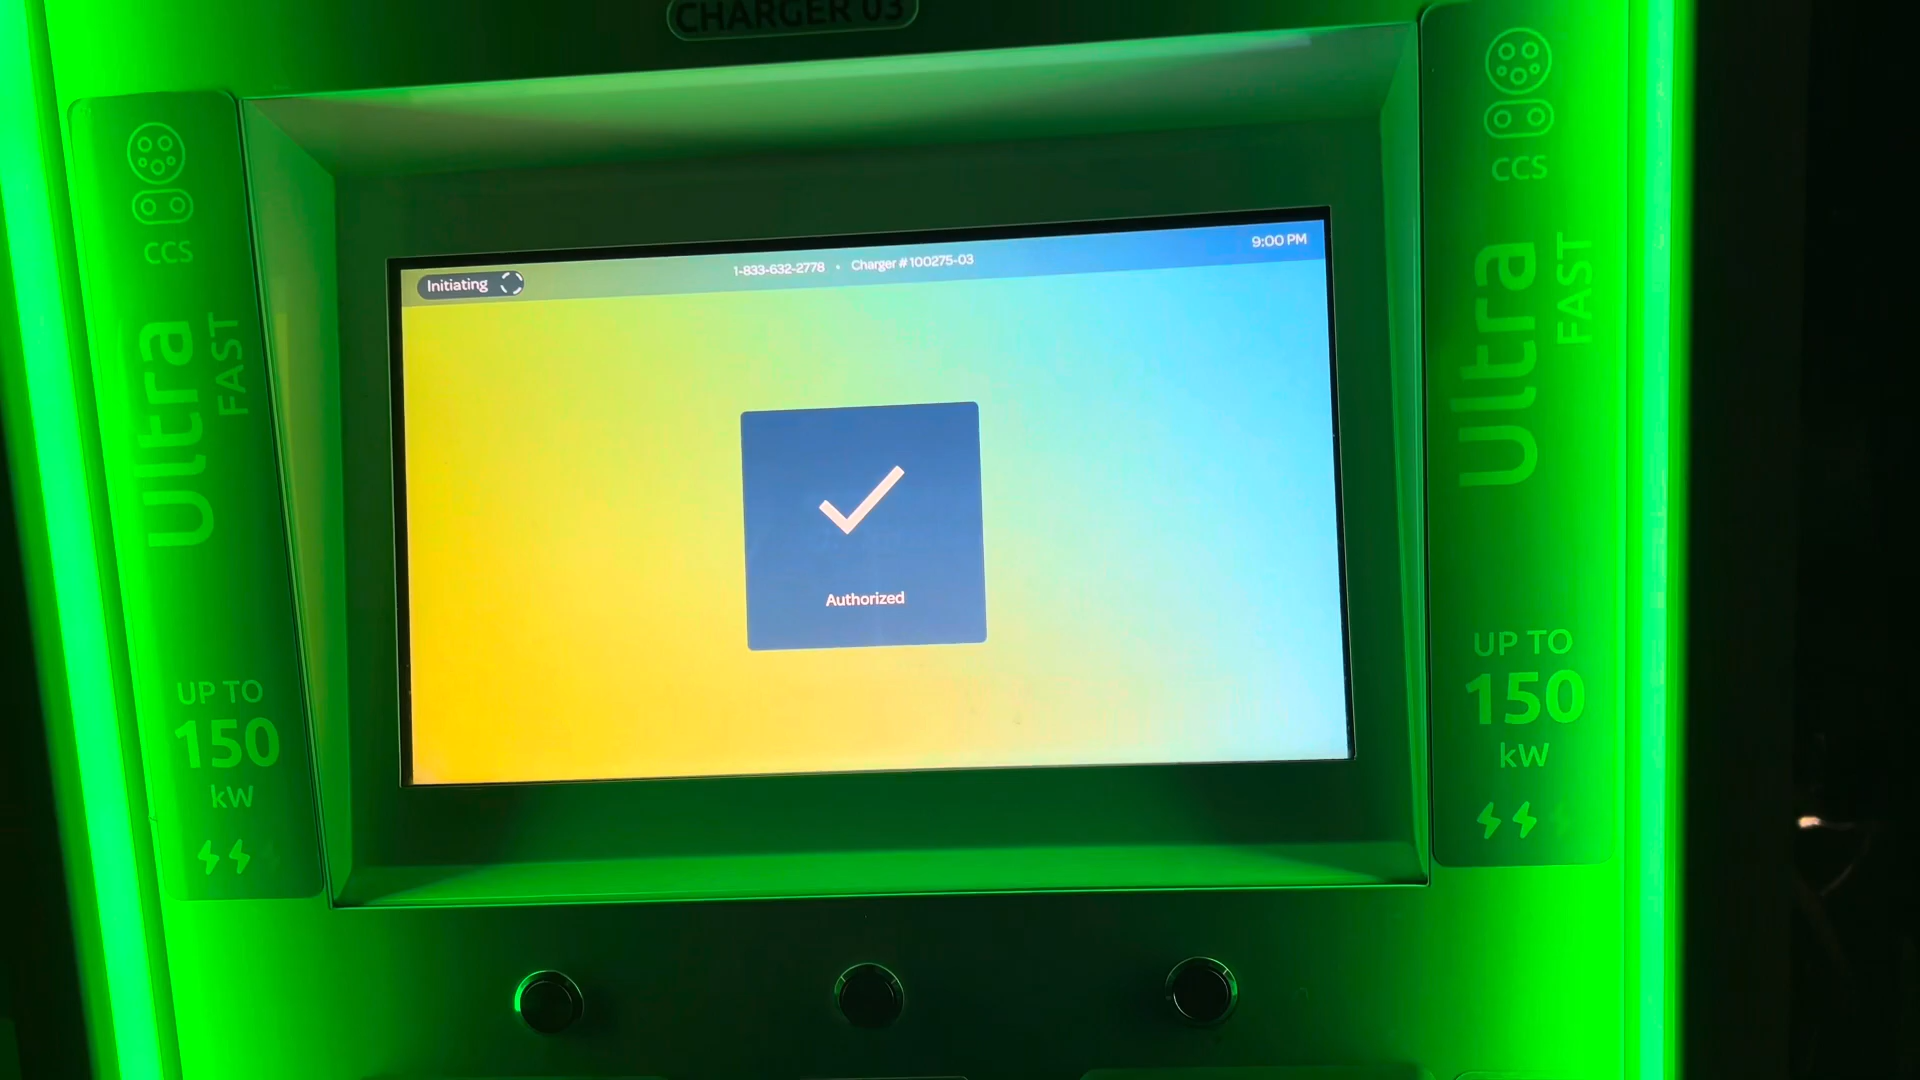 CHARGER 03
Initiating
1-833-632-2778 • Charger #100275-03
9:00 PM
Authorized
CCS
Ultra
FAST
UP TO
150
kW
CCS
Ultra
FAST
UP TO
150
kW